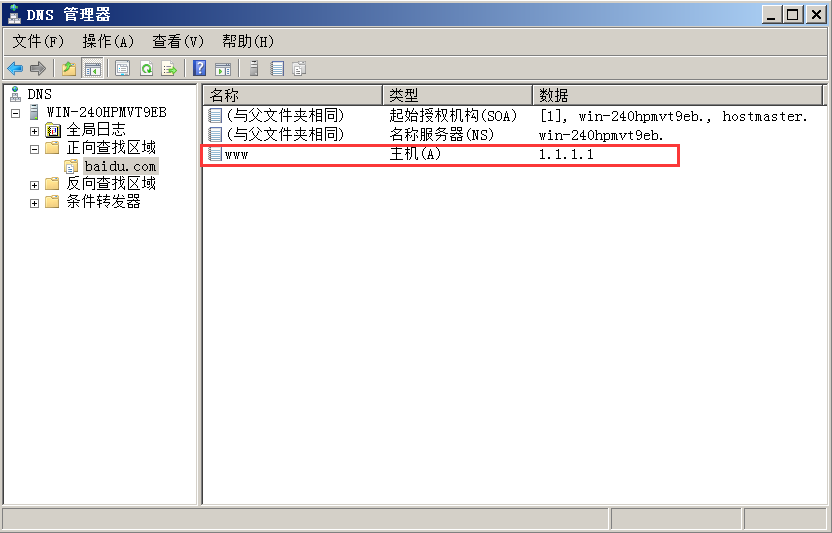 DNS 管理器
文件(F) 操作(A) 查看(V) 帮助(H)
DNS
WIN-240HPMVT9EB
全局日志
正向查找区域
baidu.com
反向查找区域
条件转发器
名称 类型 数据
(与父文件夹相同) 起始授权机构(SOA) [1], win-240hpmvt9eb., hostmaster.
(与父文件夹相同) 名称服务器(NS) win-240hpmvt9eb.
www 主机(A) 1.1.1.1